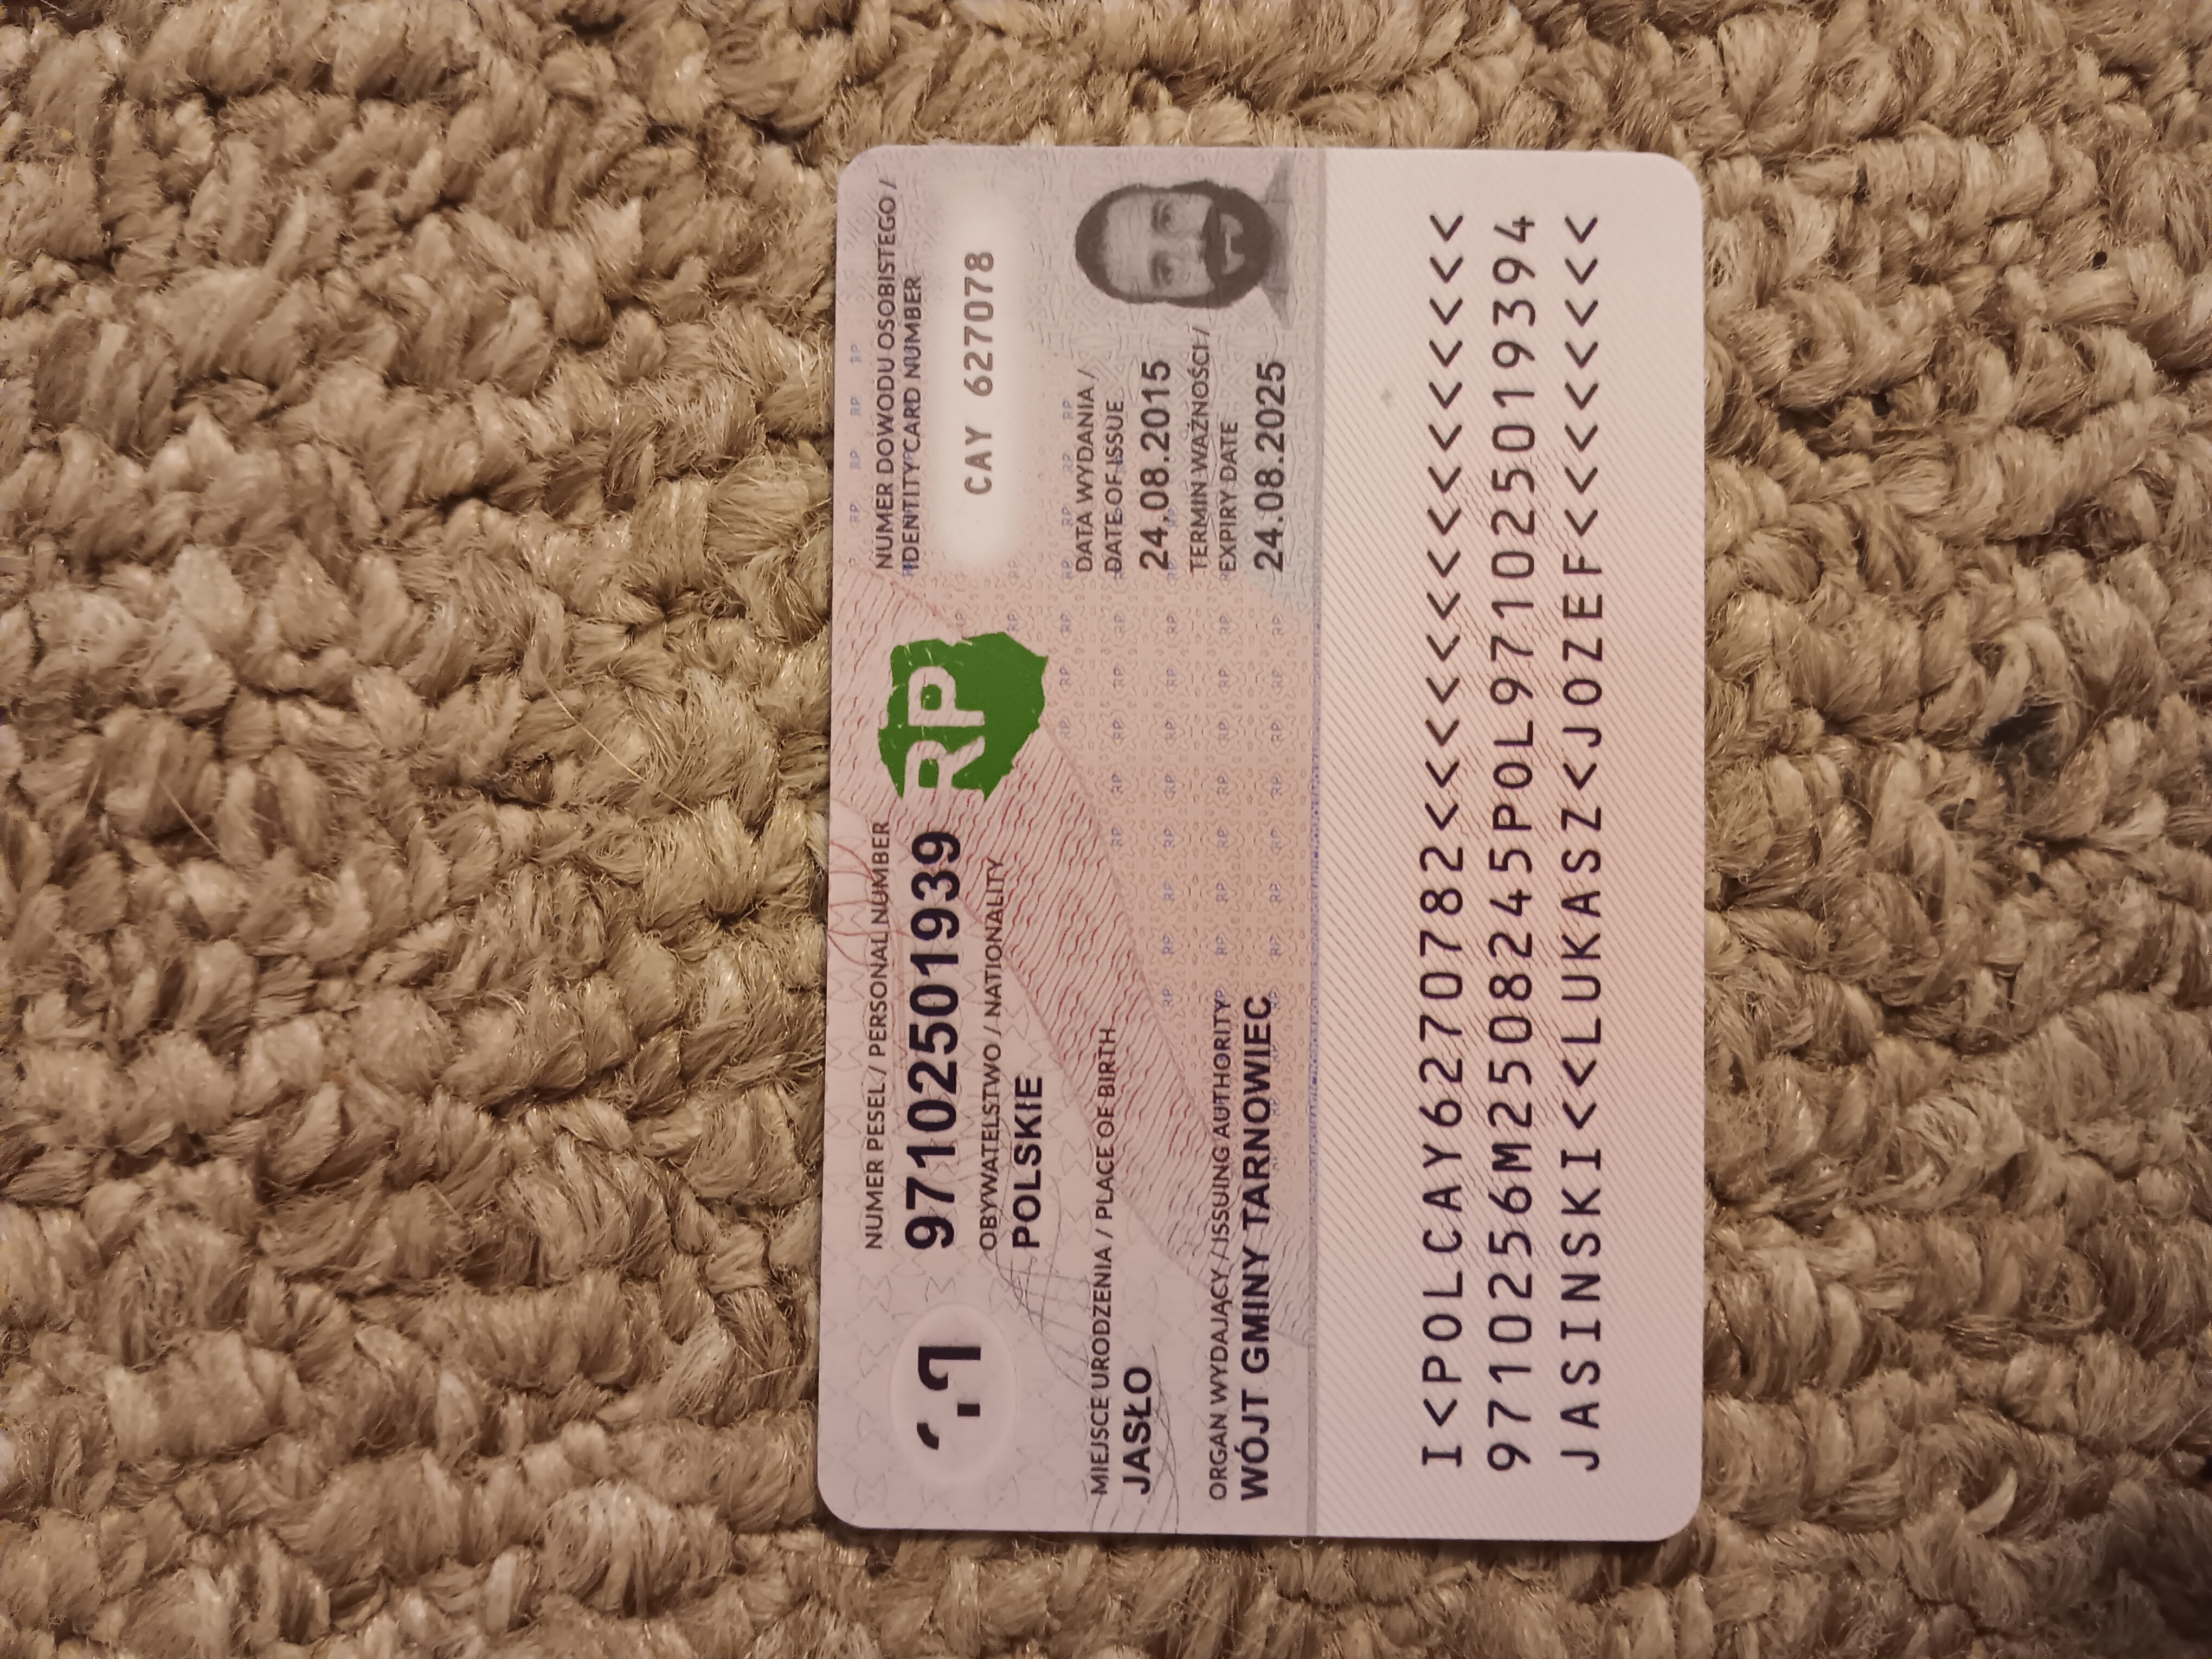 NUMER PESEL / PERSONAL NUMBER
97102501939
OBYWATELSTWO / NATIONALITY
POLSKIE
RP
NUMER DOWODU OSOBISTEGO /
IDENTITY CARD NUMBER
CAY 627078
MIEJSCE URODZENIA / PLACE OF BIRTH
JASŁO
DATA WYDANIA /
DATE OF ISSUE
24.08.2015
ORGAN WYDAJĄCY / ISSUING AUTHORITY
WÓJT GMINY TARNOWIEC
TERMIN WAŻNOŚCI /
EXPIRY DATE
24.08.2025
I<POLCAY6270782<<<<<<<<<<<<<<<
9710256M2508245POL971025019394
JASINSKI<<LUKASZ<JOZEF<<<<<<<<